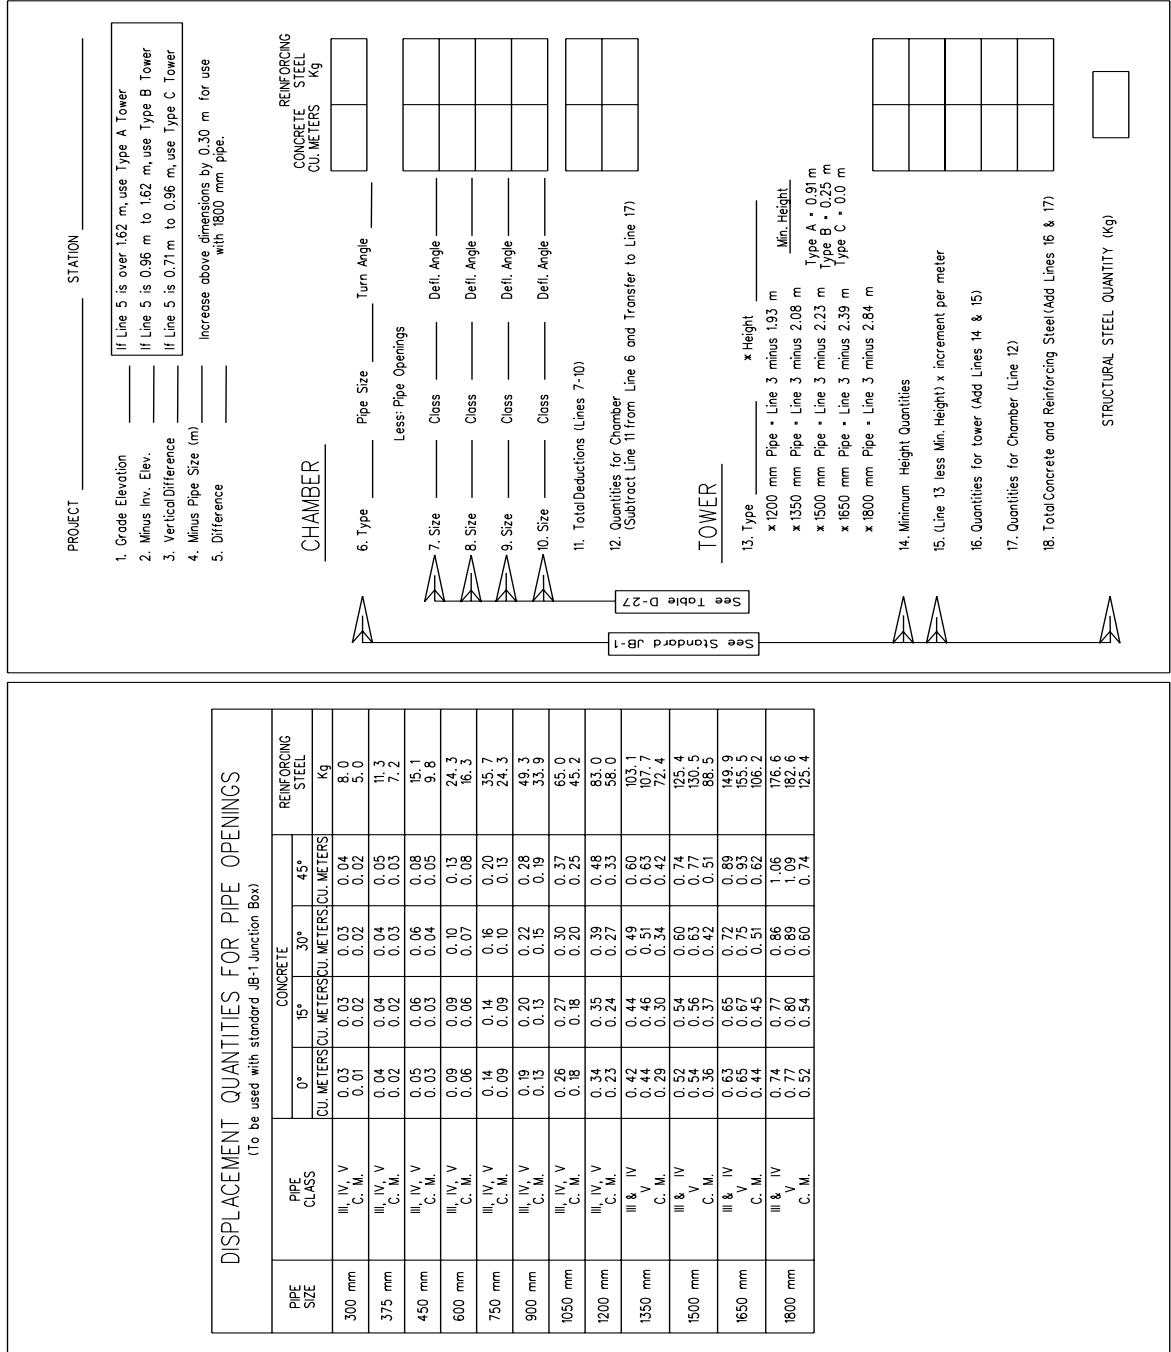 PROJECT STATION
1. Grade Elevation
2. Minus Inv. Elev.
3. Vertical Difference
4. Minus Pipe Size (m)
5. Difference
If Line 5 is over 1.62 m, use Type A Tower
If Line 5 is 0.96 m to 1.62 m, use Type B Tower
If Line 5 is 0.71 m to 0.96 m, use Type C Tower
Increase above dimensions by 0.30 m for use
with 1800 mm pipe.
CHAMBER
CONCRETE
CU. METERS
REINFORCING
STEEL
Kg
6. Type Pipe Size Turn Angle
Less: Pipe Openings
7. Size Class Defl. Angle
8. Size Class Defl. Angle
9. Size Class Defl. Angle
10. Size Class Defl. Angle
11. Total Deductions (Lines 7-10)
12. Quantities for Chamber
(Subtract Line 11 from Line 6 and Transfer to Line 17)
See Table D-27
See Standard JB-1
TOWER
13. Type x Height
x 1200 mm Pipe = Line 3 minus 1.93 m
x 1350 mm Pipe = Line 3 minus 2.08 m
x 1500 mm Pipe = Line 3 minus 2.23 m
x 1650 mm Pipe = Line 3 minus 2.39 m
x 1800 mm Pipe = Line 3 minus 2.84 m
Min. Height
Type A = 0.91 m
Type B = 0.25 m
Type C = 0.0 m
14. Minimum Height Quantities
15. (Line 13 less Min. Height) x increment per meter
16. Quantities for tower (Add Lines 14 & 15)
17. Quantities for Chamber (Line 12)
18. Total Concrete and Reinforcing Steel (Add Lines 16 & 17)
STRUCTURAL STEEL QUANTITY (Kg)
DISPLACEMENT QUANTITIES FOR PIPE OPENINGS
(To be used with standard JB-1 Junction Box)
PIPE
SIZE
PIPE
CLASS
CONCRETE
REINFORCING
STEEL
0° 15° 30° 45°
CU. METERS CU. METERS CU. METERS. CU. METERS Kg
300 mm III, IV, V 0.03 0.03 0.03 0.04 8.0
C. M. 0.01 0.02 0.02 0.02 5.0
375 mm III, IV, V 0.04 0.04 0.04 0.05 11.3
C. M. 0.02 0.02 0.03 0.03 7.2
450 mm III, IV, V 0.05 0.06 0.06 0.08 15.1
C. M. 0.03 0.03 0.04 0.05 9.8
600 mm III, IV, V 0.09 0.09 0.10 0.13 24.3
C. M. 0.06 0.06 0.07 0.08 16.3
750 mm III, IV, V 0.14 0.14 0.16 0.20 35.7
C. M. 0.09 0.09 0.10 0.13 24.3
900 mm III, IV, V 0.19 0.20 0.22 0.28 49.3
C. M. 0.13 0.13 0.15 0.19 33.9
1050 mm III, IV, V 0.26 0.27 0.30 0.37 65.0
C. M. 0.18 0.18 0.20 0.25 45.2
1200 mm III, IV, V 0.34 0.35 0.39 0.48 83.0
C. M. 0.23 0.24 0.27 0.33 58.0
1350 mm III & IV 0.42 0.44 0.49 0.60 103.1
V 0.44 0.46 0.51 0.63 107.7
C. M. 0.29 0.30 0.34 0.42 72.4
1500 mm III & IV 0.52 0.54 0.60 0.74 125.4
V 0.54 0.56 0.63 0.77 130.5
C. M. 0.36 0.37 0.42 0.51 88.5
1650 mm III & IV 0.63 0.65 0.72 0.89 149.9
V 0.65 0.67 0.75 0.93 155.5
C. M. 0.44 0.45 0.51 0.62 106.2
1800 mm III & IV 0.74 0.77 0.86 1.06 176.6
V 0.77 0.80 0.89 1.09 182.6
C. M. 0.52 0.54 0.60 0.74 125.4